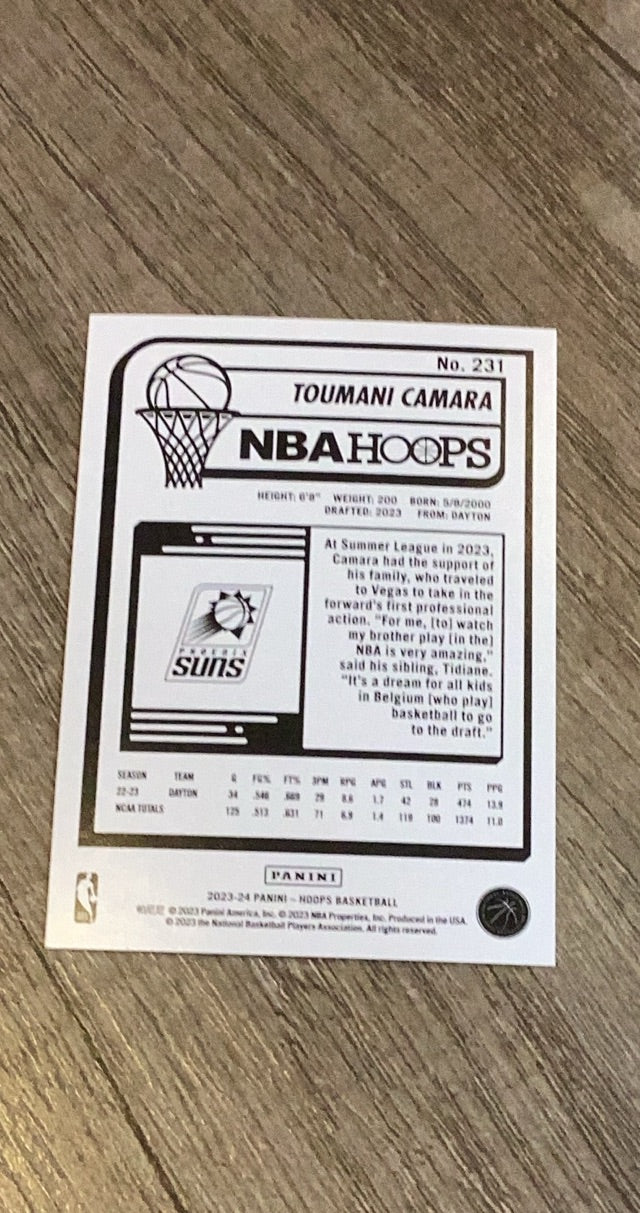 No. 231
TOUMANI CAMARA
NBA HOOPS
HEIGHT: 6'8" WEIGHT: 200 BORN: 5/8/2000
DRAFTED: 2023 FROM: DAYTON
At Summer League in 2023,
Camara had the support of
his family, who traveled
to Vegas to take in the
forward's first professional
action. "For me, [to] watch
my brother play [in the]
NBA is very amazing,"
said his sibling, Tidiane.
"It's a dream for all kids
in Belgium [who play]
basketball to go
to the draft."
PHOENIX
SUNS
SEASON TEAM G FG% FT% 3PM RPG APG STL BLK PTS PPG
22-23 DAYTON 34 .546 .669 29 8.6 1.7 42 28 474 13.9
NCAA TOTALS 125 .513 .631 71 6.9 1.4 119 100 1374 11.0
PANINI
2023-24 PANINI – HOOPS BASKETBALL
© 2023 Panini America, Inc. © 2023 NBA Properties, Inc. Produced in the USA.
© 2023 the National Basketball Players Association. All rights reserved.